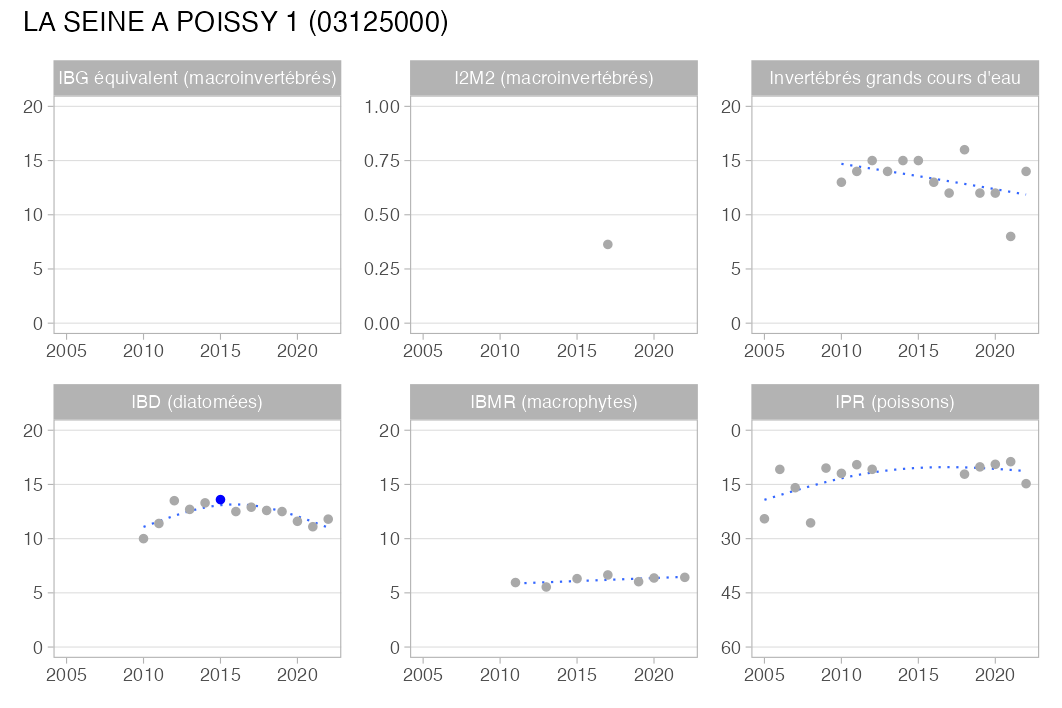 LA SEINE A POISSY 1 (03125000)
IBG équivalent (macroinvertébrés)
I2M2 (macroinvertébrés)
Invertébrés grands cours d'eau
20
15
10
5
0
2005 2010 2015 2020
1.00
0.75
0.50
0.25
0.00
2005 2010 2015 2020
20
15
10
5
0
2005 2010 2015 2020
IBD (diatomées)
IBMR (macrophytes)
IPR (poissons)
20
15
10
5
0
2005 2010 2015 2020
20
15
10
5
0
2005 2010 2015 2020
0
15
30
45
60
2005 2010 2015 2020